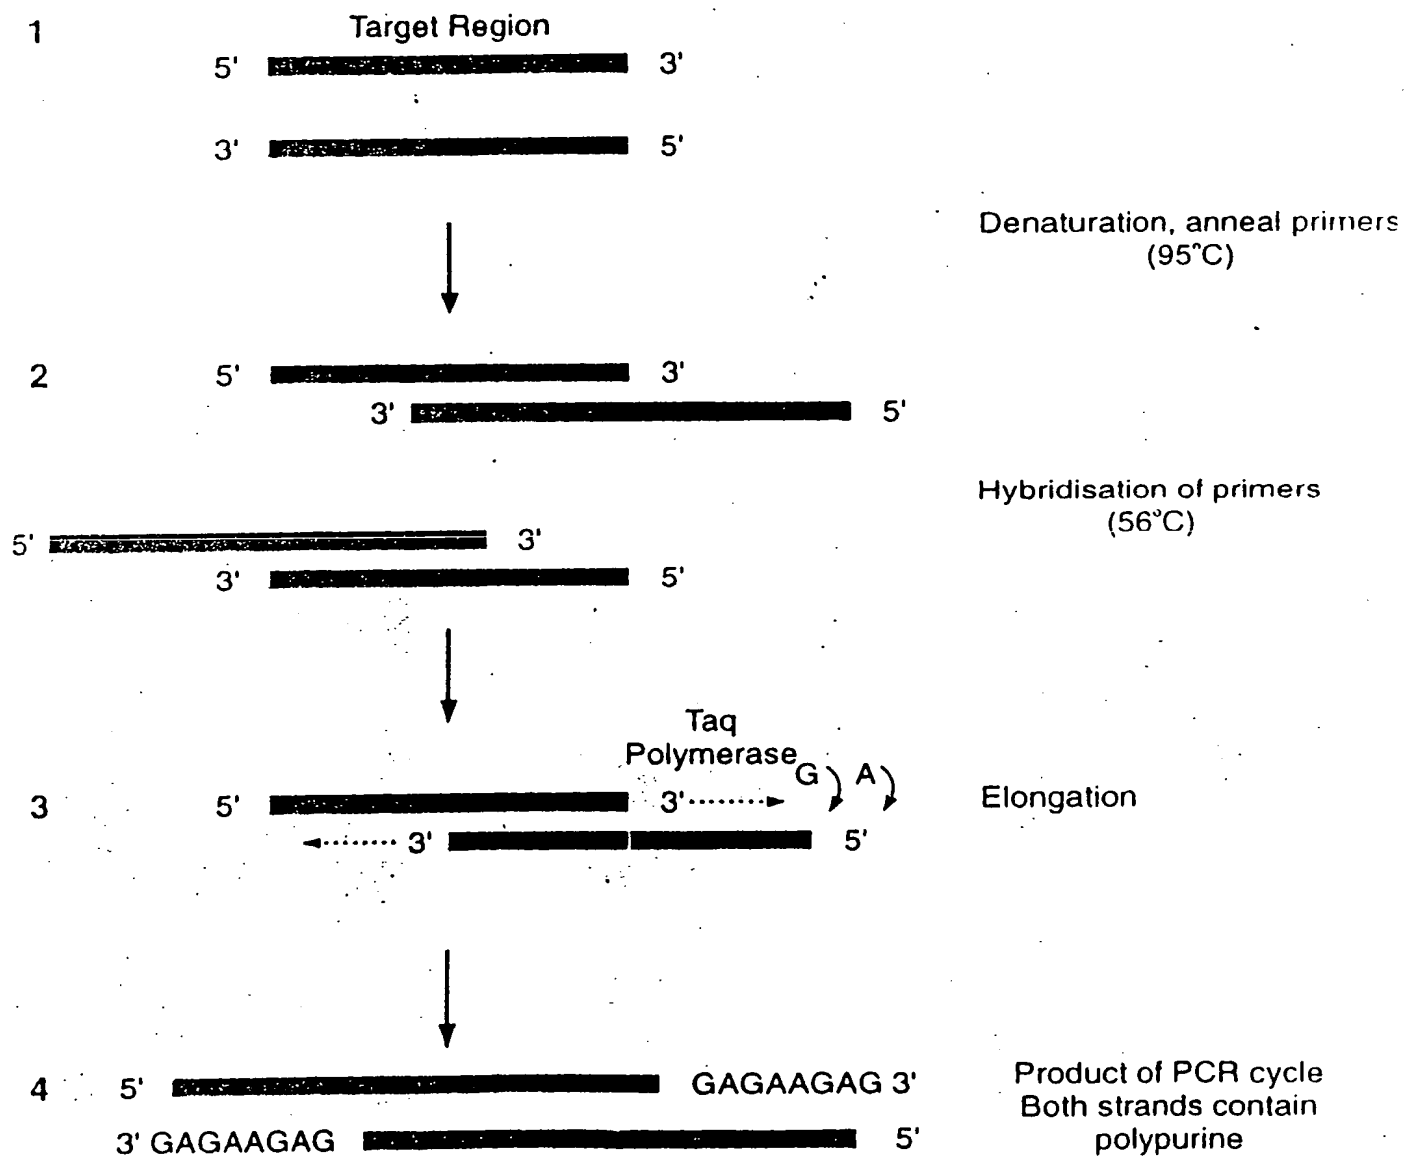 1
Target Region
5' 3'
3' 5'
Denaturation, anneal primers
(95°C)
2
5' 3'
3' 5'
Hybridisation of primers
(56°C)
5' 3'
3' 5'
Taq
Polymerase
G A
3
5' 3'
Elongation
3' 5'
4
5' GAGAAGAG 3'
3' GAGAAGAG 5'
Product of PCR cycle
Both strands contain
polypurine